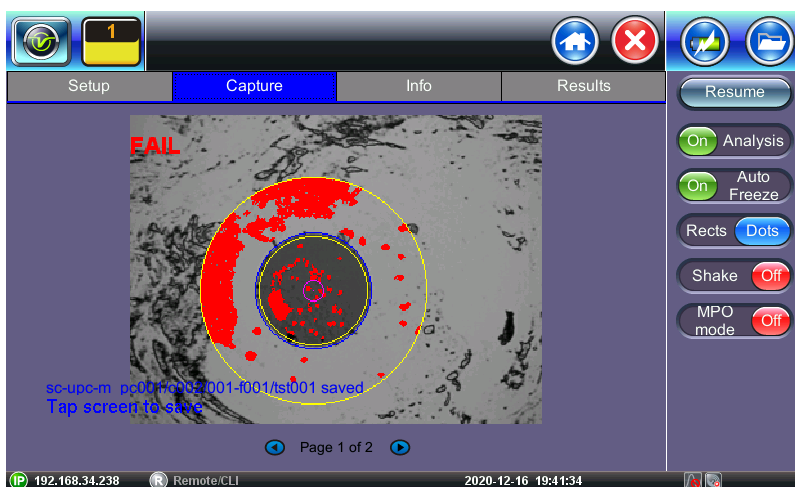 1
Setup
Capture
Info
Results
FAIL
sc-upc-m pc001/c002/001-f001/tst001 saved
Tap screen to save
Page 1 of 2
Resume
On Analysis
On Auto
Freeze
Rects Dots
Shake Off
MPO
mode Off
IP 192.168.34.238
R Remote/CLI
2020-12-16 19:41:34